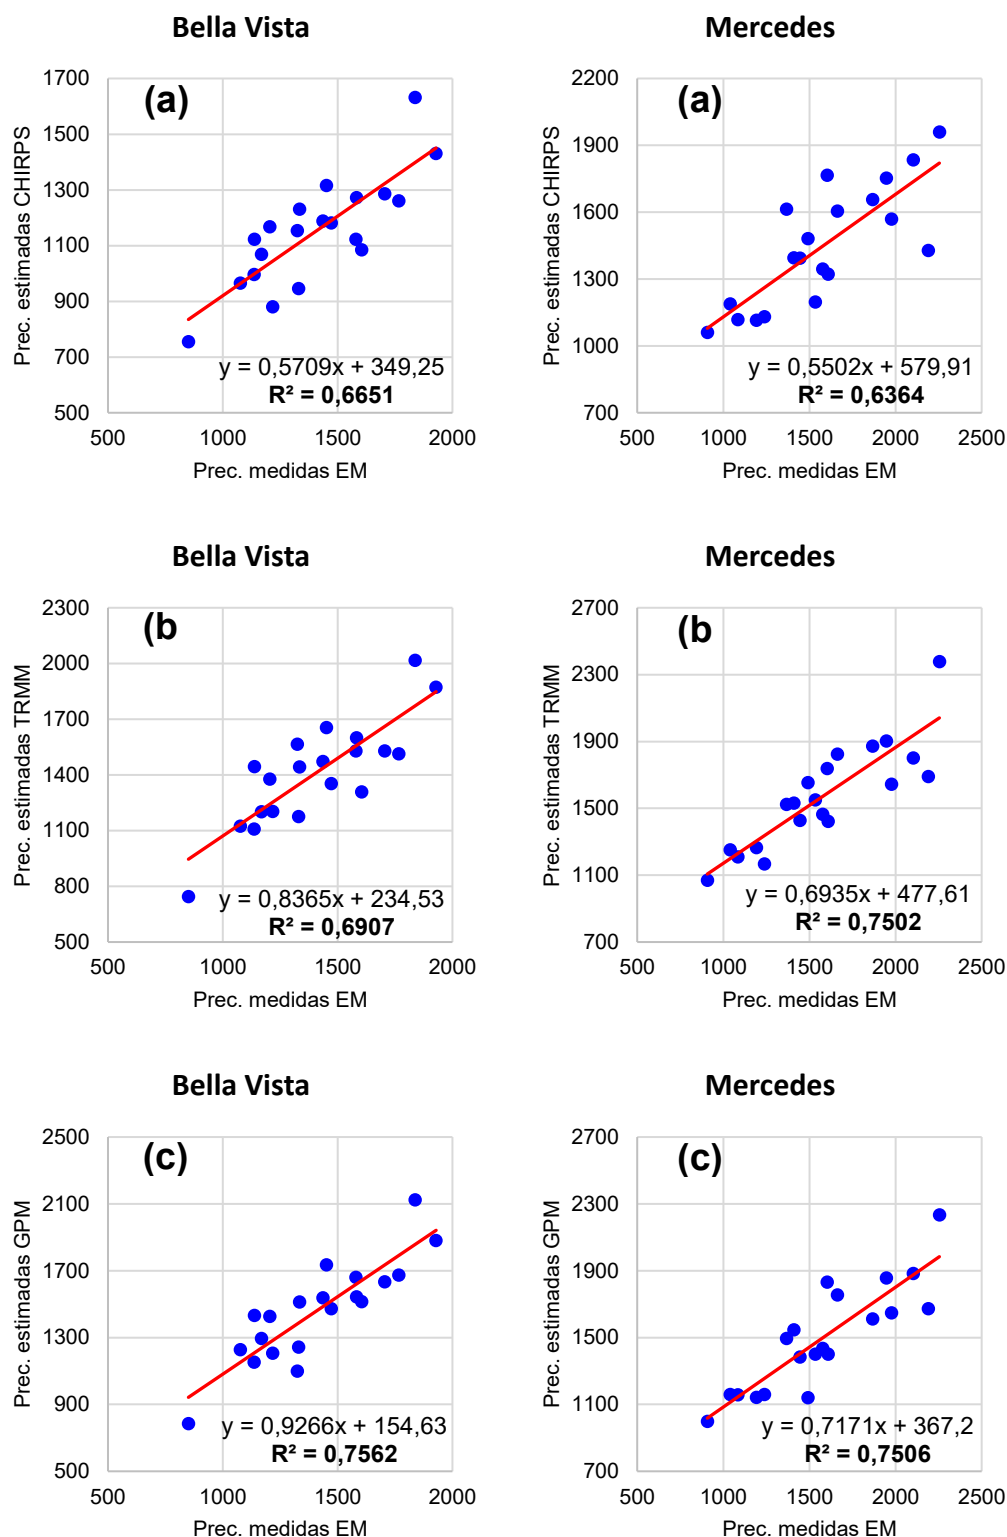 Bella Vista
Mercedes
1700
1500
1300
1100
900
700
500
Prec. estimadas CHIRPS
(a)
y = 0,5709x + 349,25
R² = 0,6651
500 1000 1500 2000
Prec. medidas EM
2200
1900
1600
1300
1000
700
Prec. estimadas CHIRPS
(a)
y = 0,5502x + 579,91
R² = 0,6364
500 1000 1500 2000 2500
Prec. medidas EM
Bella Vista
Mercedes
2300
2000
1700
1400
1100
800
500
Prec. estimadas TRMM
(b
y = 0,8365x + 234,53
R² = 0,6907
500 1000 1500 2000
Prec. medidas EM
2700
2300
1900
1500
1100
700
Prec. estimadas TRMM
(b
y = 0,6935x + 477,61
R² = 0,7502
500 1000 1500 2000 2500
Prec. medidas EM
Bella Vista
Mercedes
2500
2100
1700
1300
900
500
Prec. estimadas GPM
(c)
y = 0,9266x + 154,63
R² = 0,7562
500 1000 1500 2000
Prec. medidas EM
2700
2300
1900
1500
1100
700
Prec. estimadas GPM
(c)
y = 0,7171x + 367,2
R² = 0,7506
500 1000 1500 2000 2500
Prec. medidas EM